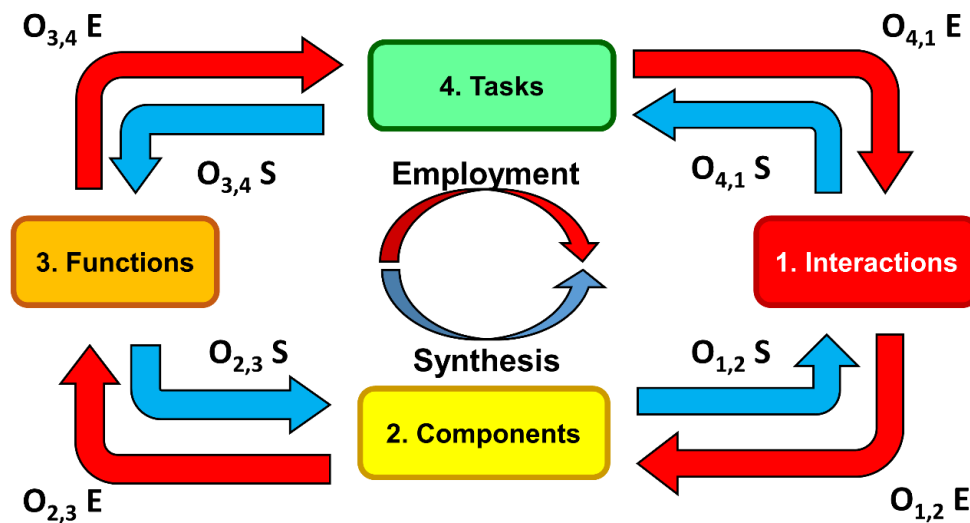 O3,4 E
O4,1 E
4. Tasks
O3,4 S
O4,1 S
Employment
3. Functions
1. Interactions
Synthesis
O2,3 S
O1,2 S
2. Components
O2,3 E
O1,2 E